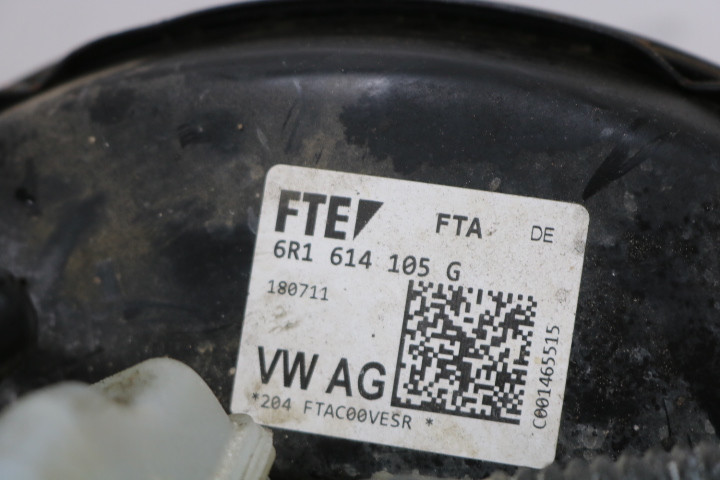 FTE FTA DE
6R1 614 105 G
180711
VW AG
*204 FTAC00VESR *
C001465515